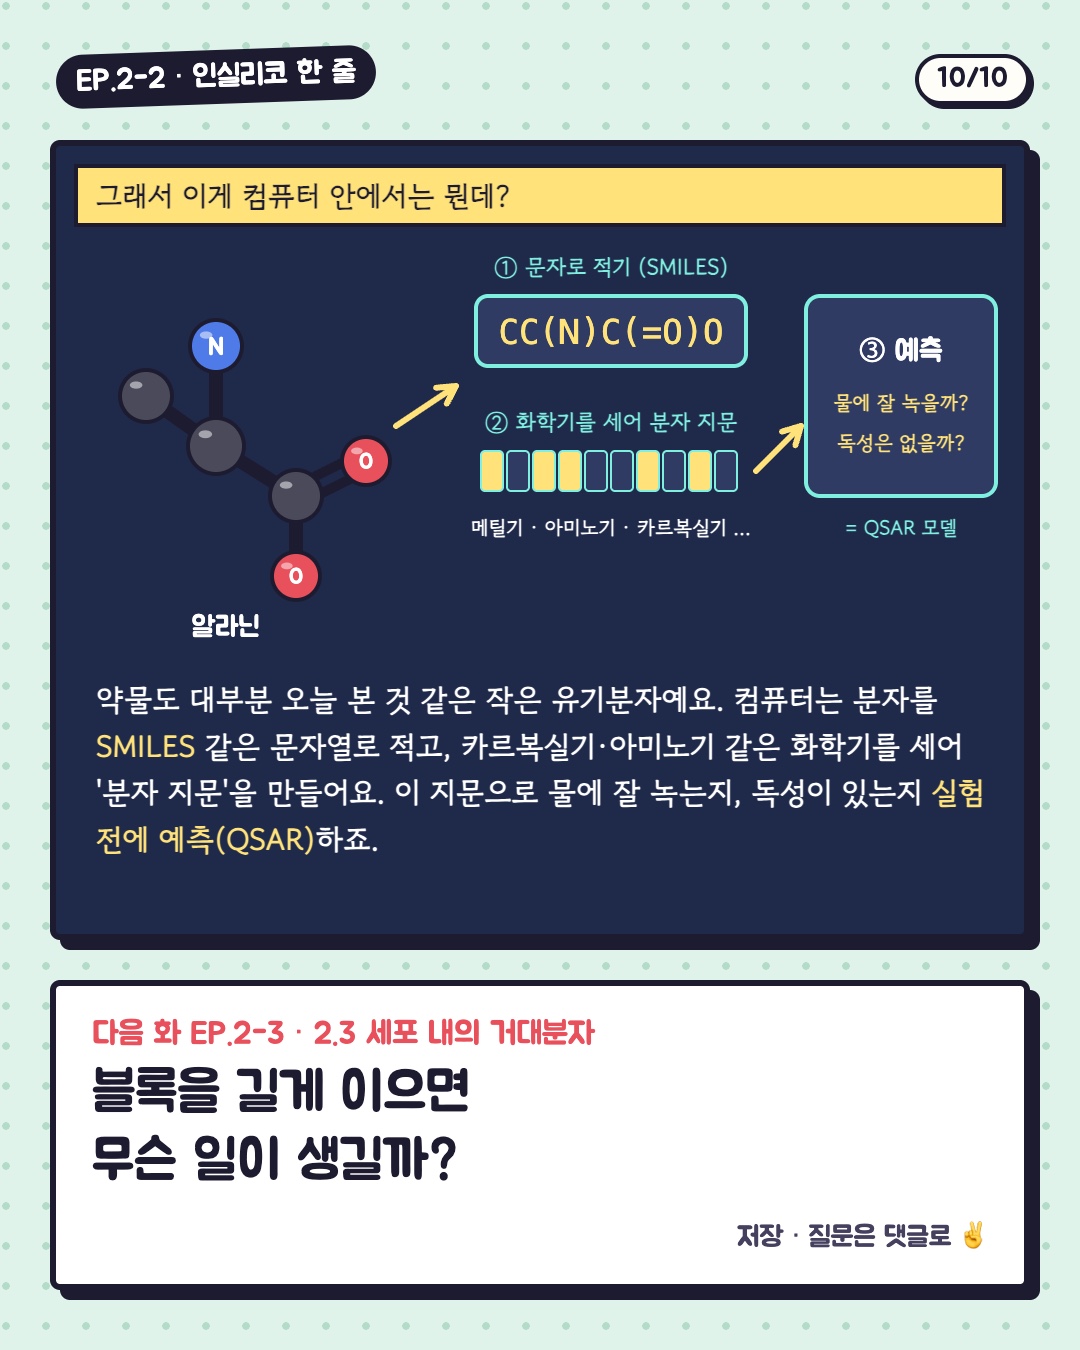 EP.2-2 · 인실리코 한 줄
10/10
그래서 이게 컴퓨터 안에서는 뭔데?
① 문자로 적기 (SMILES)
CC(N)C(=O)O
② 화학기를 세어 분자 지문
메틸기 · 아미노기 · 카르복실기 ...
③ 예측
물에 잘 녹을까?
독성은 없을까?
= QSAR 모델
N
O
O
알라닌
약물도 대부분 오늘 본 것 같은 작은 유기분자예요. 컴퓨터는 분자를
SMILES 같은 문자열로 적고, 카르복실기·아미노기 같은 화학기를 세어
'분자 지문'을 만들어요. 이 지문으로 물에 잘 녹는지, 독성이 있는지 실험
전에 예측(QSAR)하죠.
다음 화 EP.2-3 · 2.3 세포 내의 거대분자
블록을 길게 이으면
무슨 일이 생길까?
저장 · 질문은 댓글로 ✌️